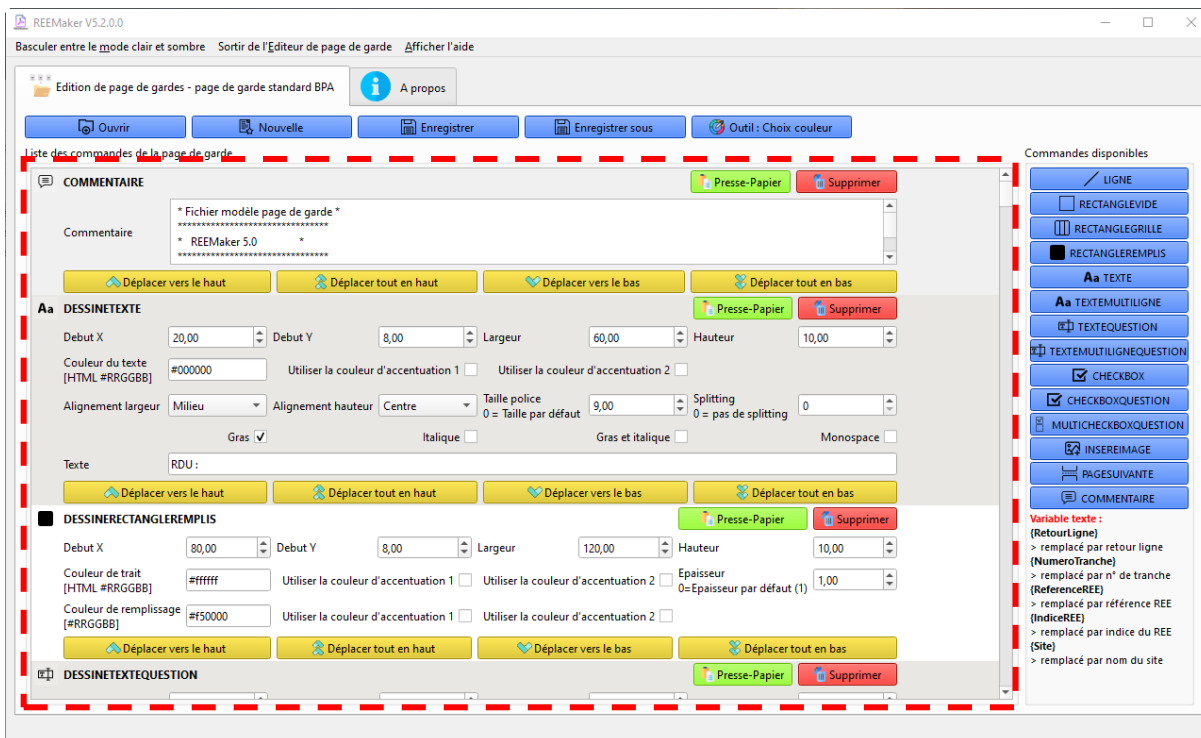 REEMaker V5.2.0.0
Basculer entre le mode clair et sombre Sortir de l'Editeur de page de garde Afficher l'aide
Edition de page de gardes - page de garde standard BPA A propos
Ouvrir Nouvelle Enregistrer Enregistrer sous Outil : Choix couleur
Liste des commandes de la page de garde
COMMENTAIRE Presse-Papier Supprimer
Commentaire
* Fichier modèle page de garde *
********************************
* REEMaker 5.0 *
********************************
Déplacer vers le haut Déplacer tout en haut Déplacer vers le bas Déplacer tout en bas
Aa DESSINETEXTE Presse-Papier Supprimer
Debut X 20,00 Debut Y 8,00 Largeur 60,00 Hauteur 10,00
Couleur du texte
[HTML #RRGGBB] #000000 Utiliser la couleur d'accentuation 1 Utiliser la couleur d'accentuation 2
Alignement largeur Milieu Alignement hauteur Centre Taille police
0 = Taille par défaut 9,00 Splitting
0 = pas de splitting 0
Gras Italique Gras et italique Monospace
Texte RDU :
Déplacer vers le haut Déplacer tout en haut Déplacer vers le bas Déplacer tout en bas
DESSINERECTANGLEREMPLIS Presse-Papier Supprimer
Debut X 80,00 Debut Y 8,00 Largeur 120,00 Hauteur 10,00
Couleur de trait
[HTML #RRGGBB] #ffffff Utiliser la couleur d'accentuation 1 Utiliser la couleur d'accentuation 2 Epaisseur
0=Epaisseur par défaut (1) 1,00
Couleur de remplissage
[#RRGGBB] #f50000 Utiliser la couleur d'accentuation 1 Utiliser la couleur d'accentuation 2
Déplacer vers le haut Déplacer tout en haut Déplacer vers le bas Déplacer tout en bas
DESSINETEXTEQUESTION Presse-Papier Supprimer
Commandes disponibles
LIGNE
RECTANGLEVIDE
RECTANGLEGRILLE
RECTANGLEREMPLIS
Aa TEXTE
Aa TEXTEMULTILIGNE
TEXTEQUESTION
TEXTEMULTILIGNEQUESTION
CHECKBOX
CHECKBOXQUESTION
MULTICHECKBOXQUESTION
INSEREIMAGE
PAGESUIVANTE
COMMENTAIRE
Variable texte :
{RetourLigne}
> remplacé par retour ligne
{NumeroTranche}
> remplacé par n° de tranche
{ReferenceREE}
> remplacé par référence REE
{IndiceREE}
> remplacé par indice du REE
{Site}
> remplacé par nom du site